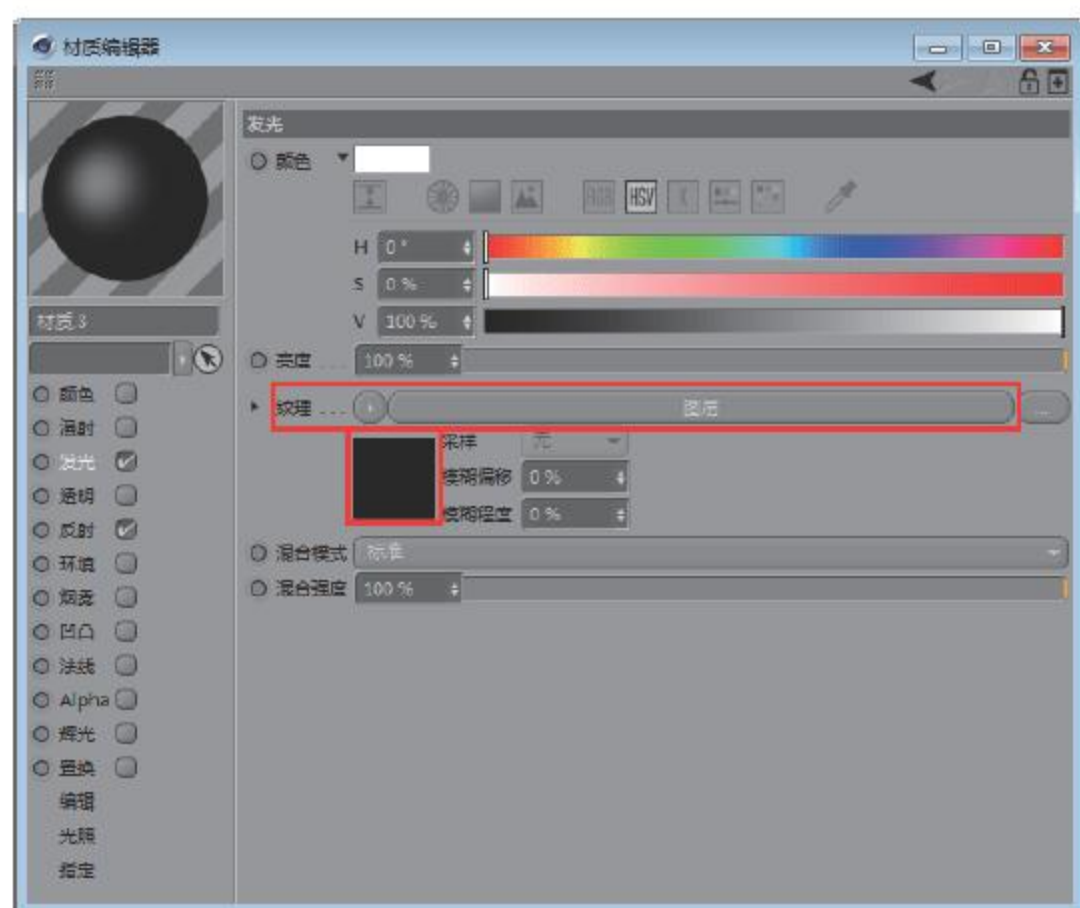 材质编辑器
发光
颜色
RGB HSV K
H 0°
S 0%
材质.3
V 100%
亮度 . . . 100%
纹理 . . . 图层 ...
采样 无
模糊偏移 0%
模糊程度 0%
混合模式 标准
混合强度 100%
颜色
漫射
发光
透明
反射
环境
烟雾
凹凸
法线
Alpha
辉光
置换
编辑
光照
指定